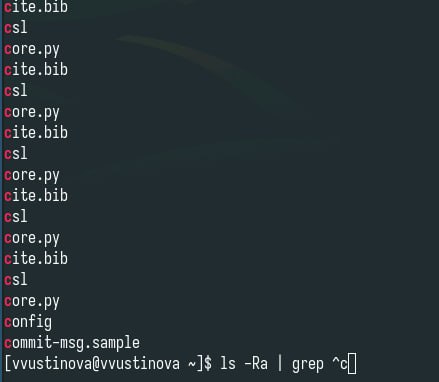 cite.bib
csl
core.py
cite.bib
csl
core.py
cite.bib
csl
core.py
cite.bib
csl
core.py
cite.bib
csl
core.py
config
commit-msg.sample
[vvustinova@vvustinova ~]$ ls -Ra | grep ^c